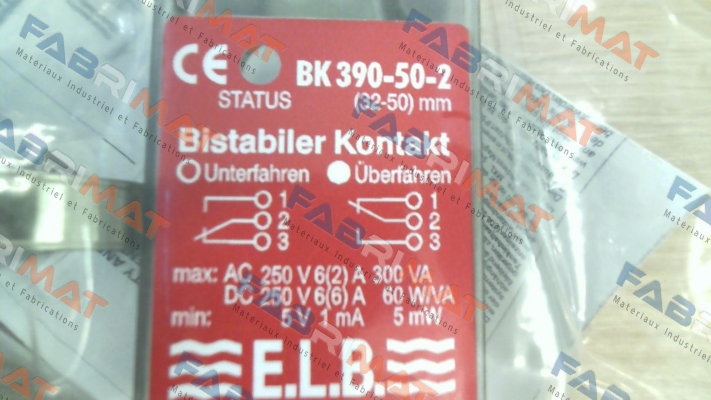 CE BK 390-50-2
STATUS (32-50) mm
Bistabiler Kontakt
Unterfahren Überfahren
1 1
2 2
3 3
max: AC 250 V 6(2) A 300 VA
DC 250 V 6(6) A 60 W/VA
min: 5 V 1 mA 5 mW
E.L.B.
FABRIMAT
Matériaux Industriel et Fabrications